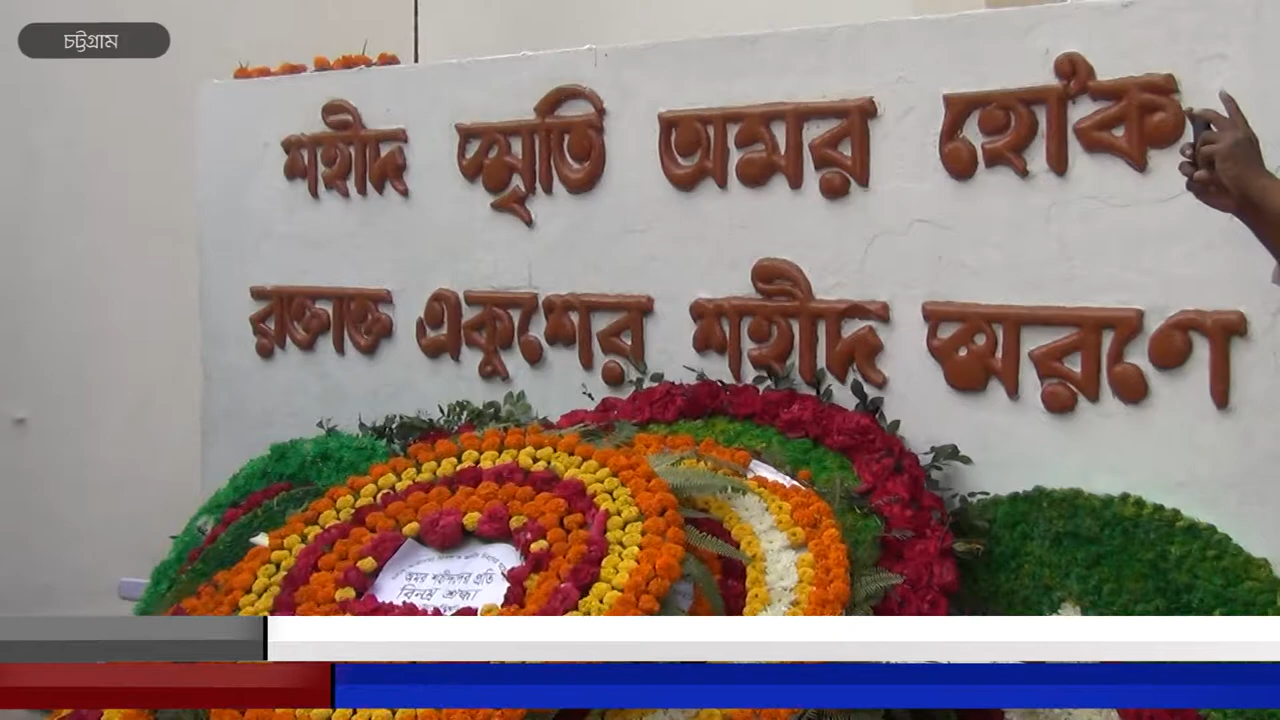 চট্টগ্রাম
শহীদ স্মৃতি অমর হোক
রক্তাক্ত একুশের শহীদ স্মরণে
অমর শহীদদের প্রতি
বিনম্র শ্রদ্ধা